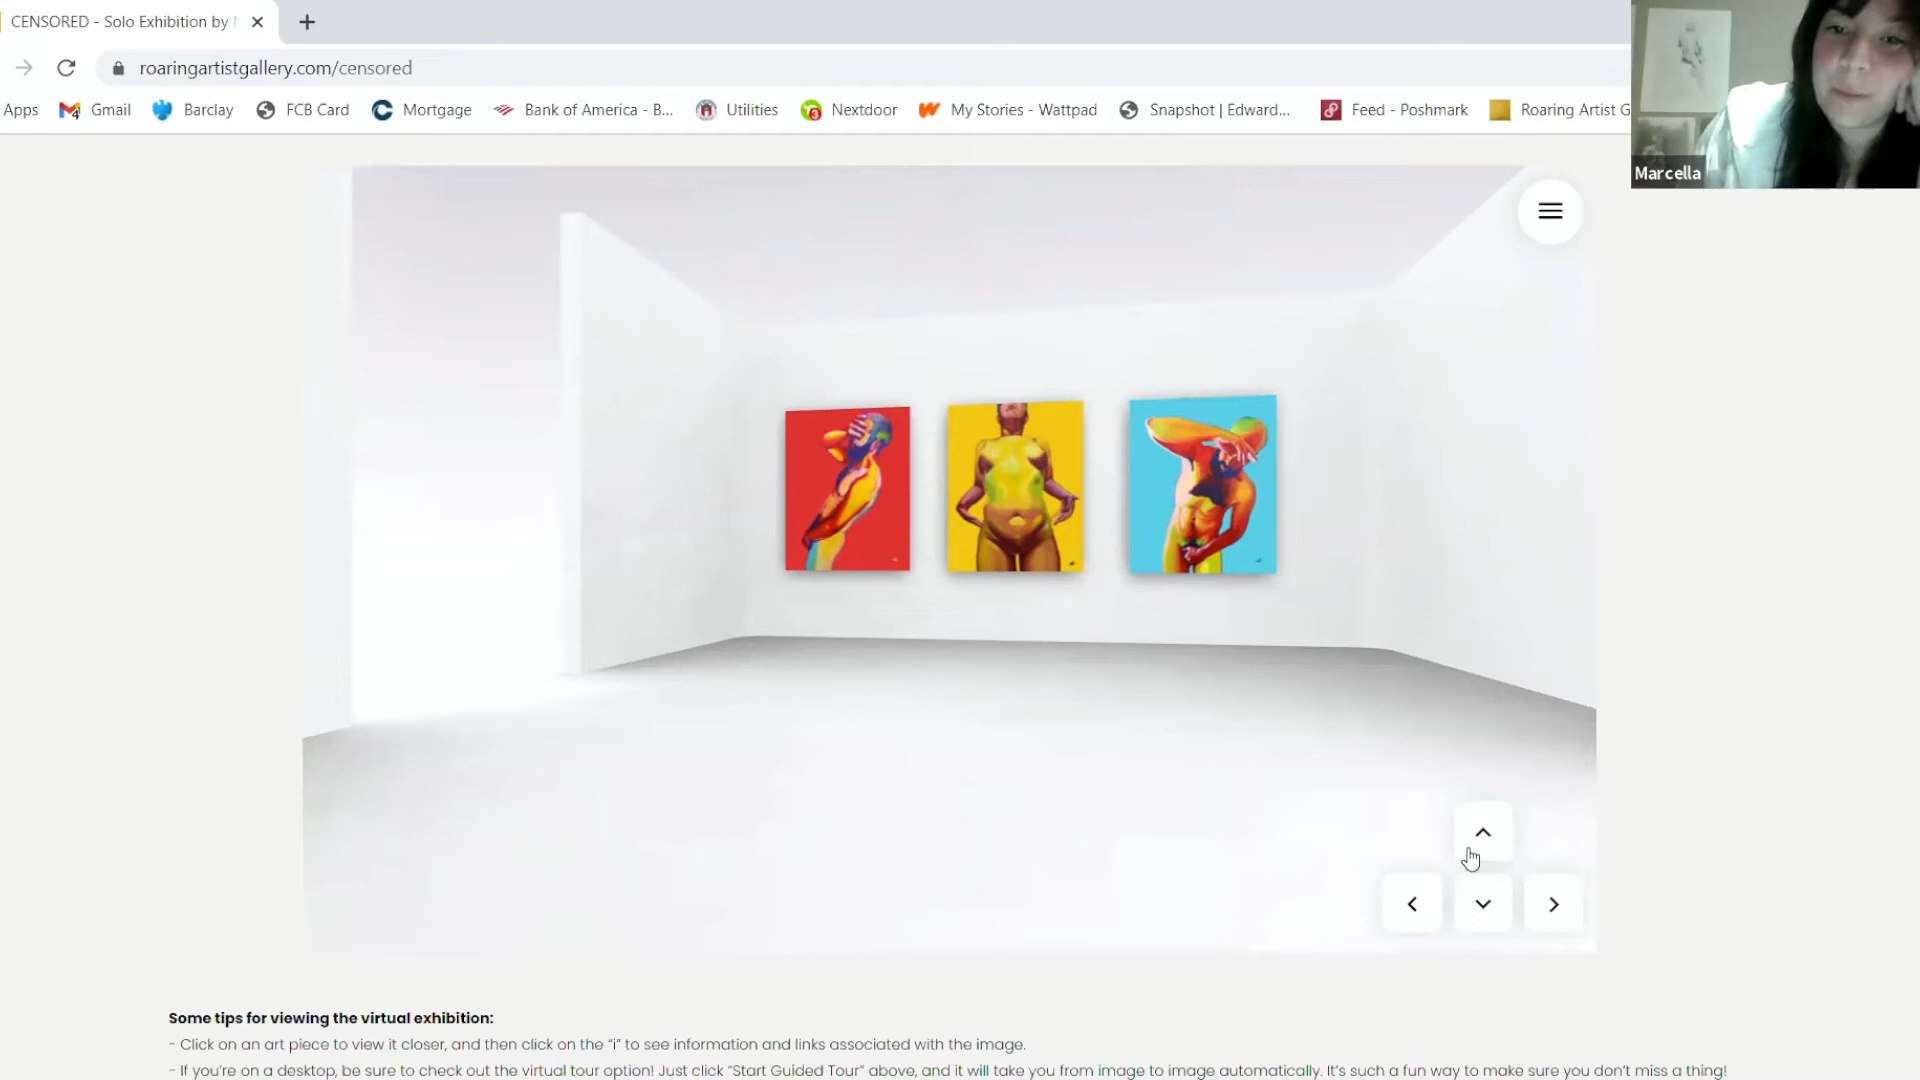 CENSORED - Solo Exhibition by
roaringartistgallery.com/censored
Apps Gmail Barclay FCB Card Mortgage Bank of America - B... Utilities Nextdoor My Stories - Wattpad Snapshot | Edward... Feed - Poshmark Roaring Artist G
Marcella
Some tips for viewing the virtual exhibition:
- Click on an art piece to view it closer, and then click on the “i” to see information and links associated with the image.
- If you’re on a desktop, be sure to check out the virtual tour option! Just click “Start Guided Tour” above, and it will take you from image to image automatically. It’s such a fun way to make sure you don’t miss a thing!